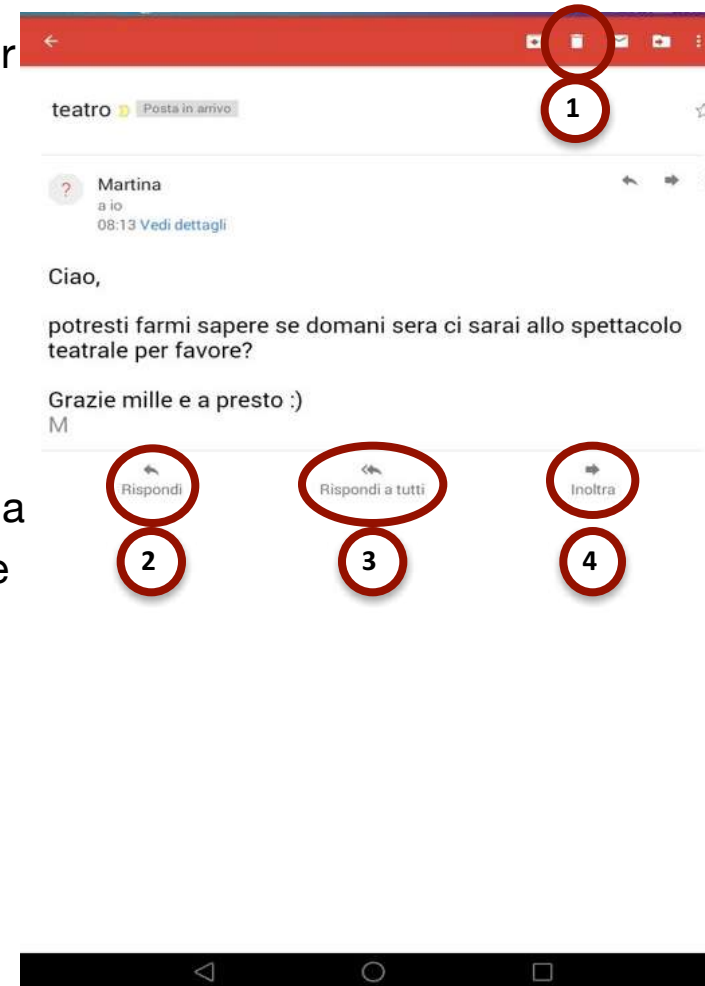 r
teatro Posta in arrivo
1
? Martina
a io
08:13 Vedi dettagli
Ciao,
potresti farmi sapere se domani sera ci sarai allo spettacolo
teatrale per favore?
Grazie mille e a presto :)
M
Rispondi Rispondi a tutti Inoltra
a
e
2 3 4